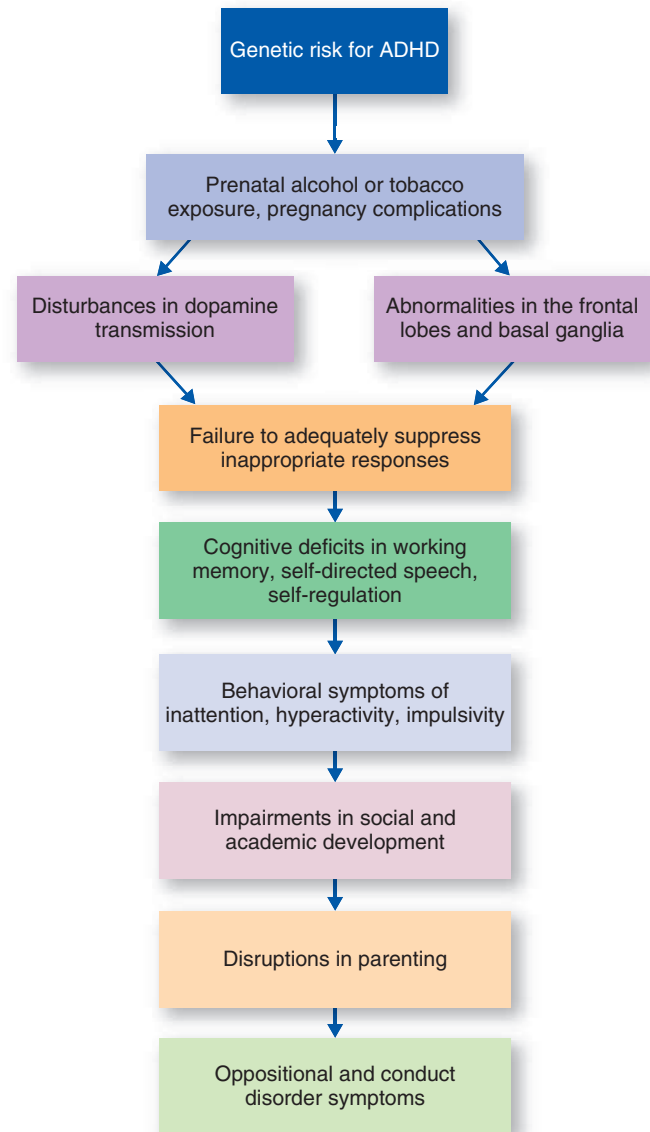 Genetic risk for ADHD
Prenatal alcohol or tobacco
exposure, pregnancy complications
Disturbances in dopamine
transmission
Abnormalities in the frontal
lobes and basal ganglia
Failure to adequately suppress
inappropriate responses
Cognitive deficits in working
memory, self-directed speech,
self-regulation
Behavioral symptoms of
inattention, hyperactivity, impulsivity
Impairments in social and
academic development
Disruptions in parenting
Oppositional and conduct
disorder symptoms